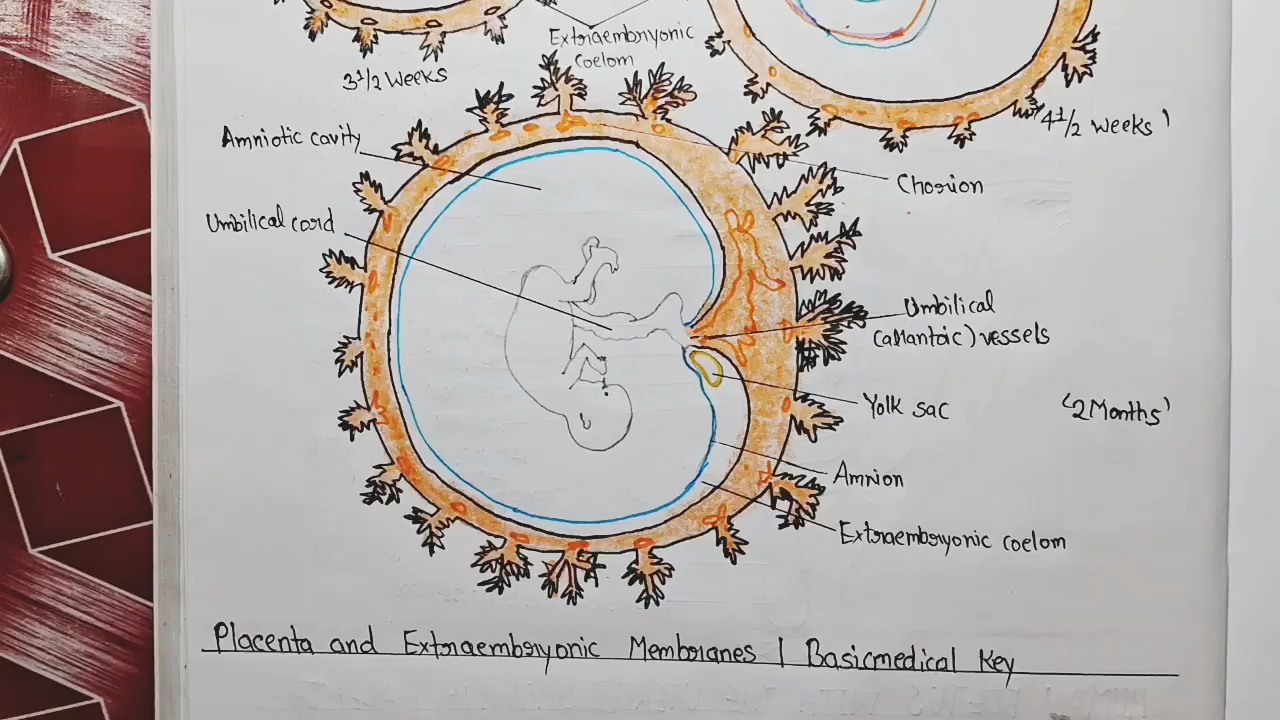 Extraembryonic
coelom
3 1/2 Weeks
'4 1/2 weeks'
Amniotic cavity
Chorion
Umbilical cord
Umbilical
(allantoic) vessels
Yolk sac
'2 Months'
Amnion
Extraembryonic coelom
Placenta and Extraembryonic Membranes | Basicmedical Key